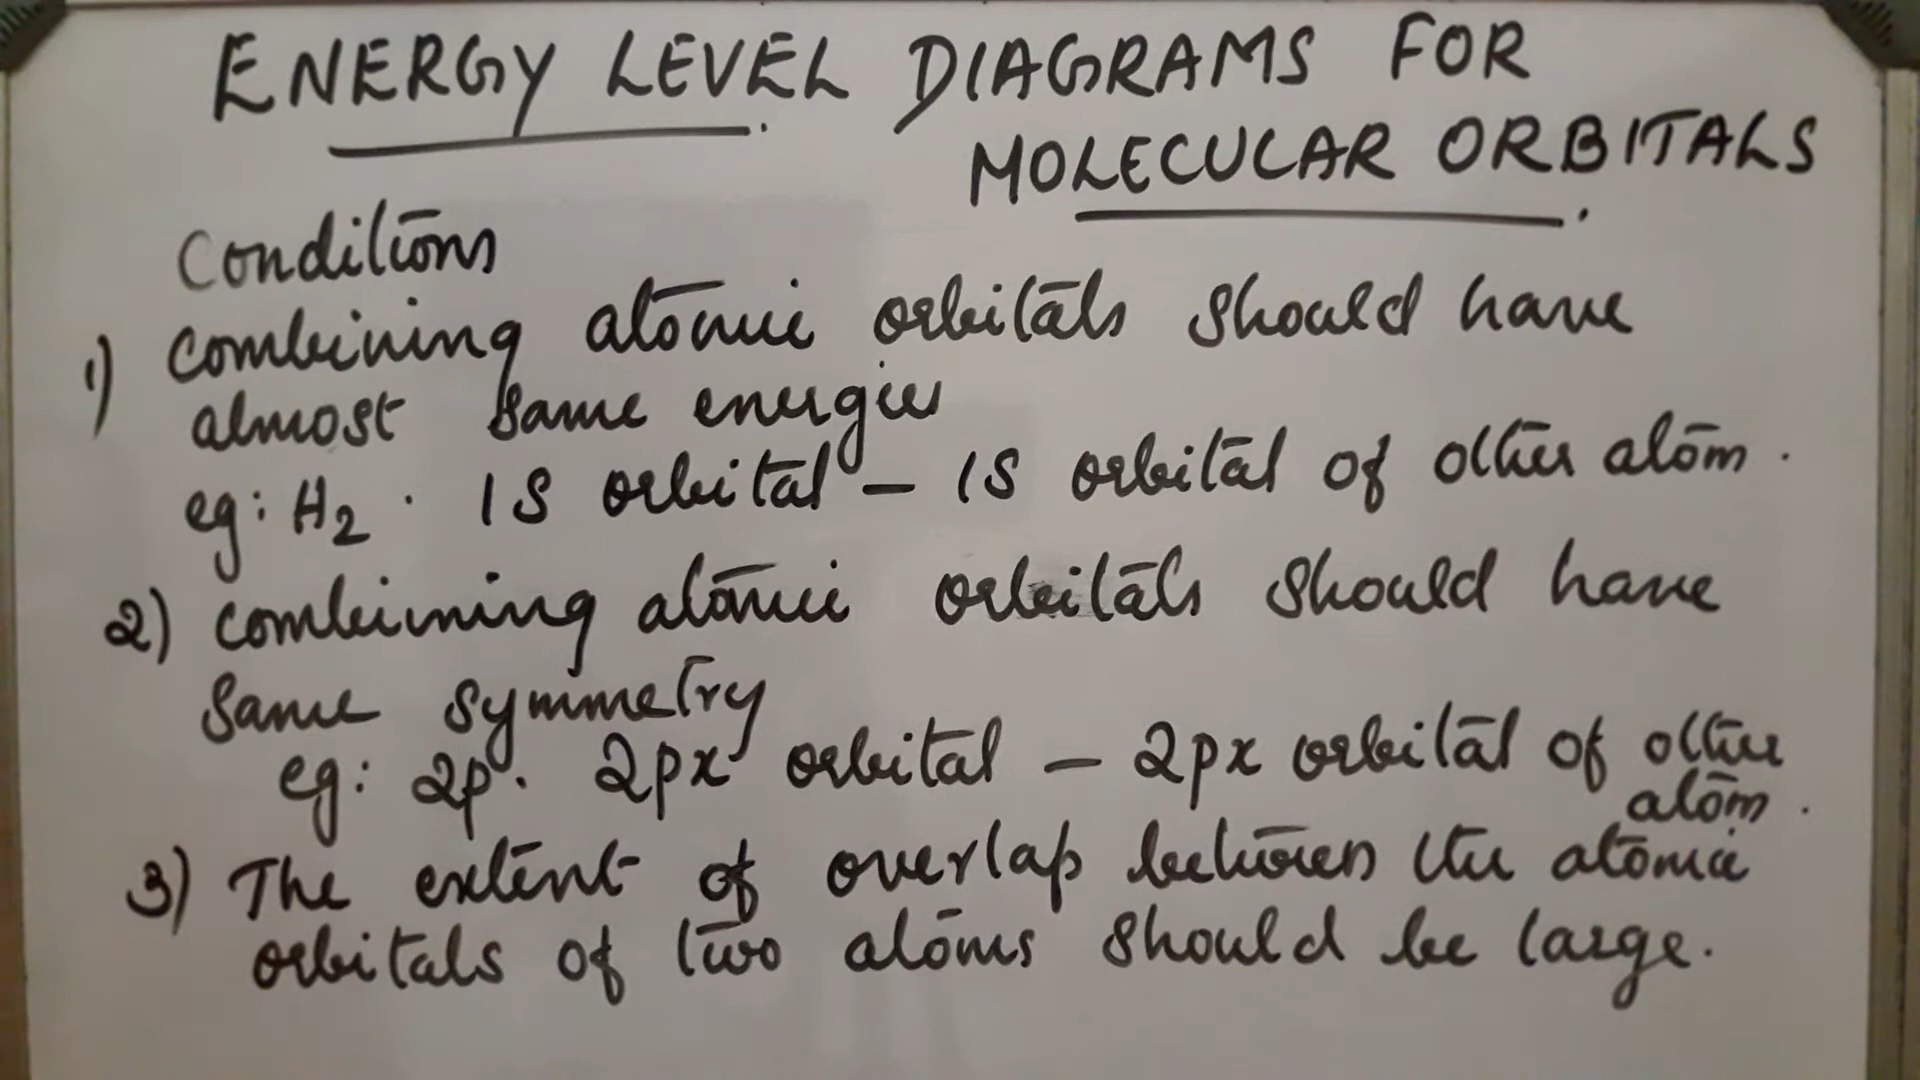 ENERGY LEVEL DIAGRAMS FOR
MOLECULAR ORBITALS
Conditions
1) combining atomic orbitals should have
almost same energies
eg: H2. 1S orbital - 1S orbital of other atom.
2) combinining atomic orbitals should have
same symmetry
eg: 2p. 2px orbital - 2px orbital of other
atom.
3) The extent of overlap between the atomic
orbitals of two atoms should be large.